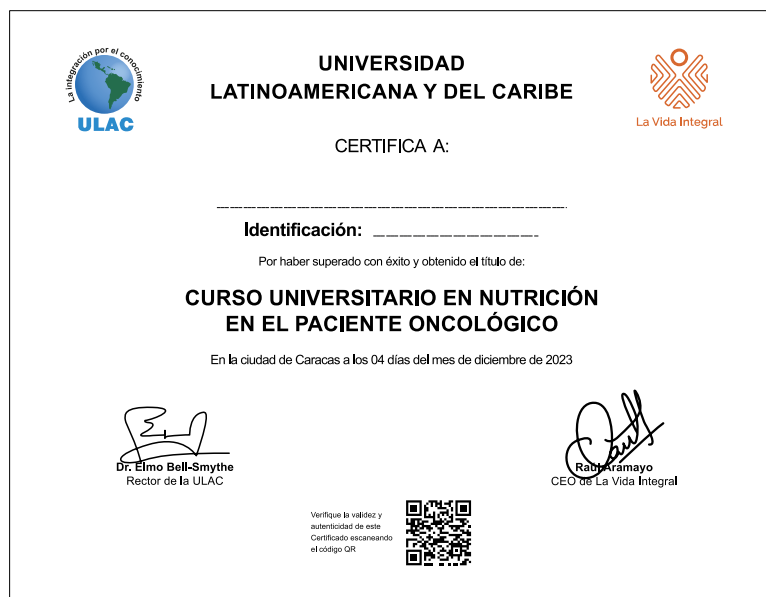 La integración por el conocimiento
ULAC
UNIVERSIDAD
LATINOAMERICANA Y DEL CARIBE
La Vida Integral
CERTIFICA A:
Identificación:
Por haber superado con éxito y obtenido el título de:
CURSO UNIVERSITARIO EN NUTRICIÓN
EN EL PACIENTE ONCOLÓGICO
En la ciudad de Caracas a los 04 días del mes de diciembre de 2023
Dr. Elmo Bell-Smythe
Rector de la ULAC
Raúl Aramayo
CEO de La Vida Integral
Verifique la validez y
autenticidad de este
Certificado escaneando
el código QR